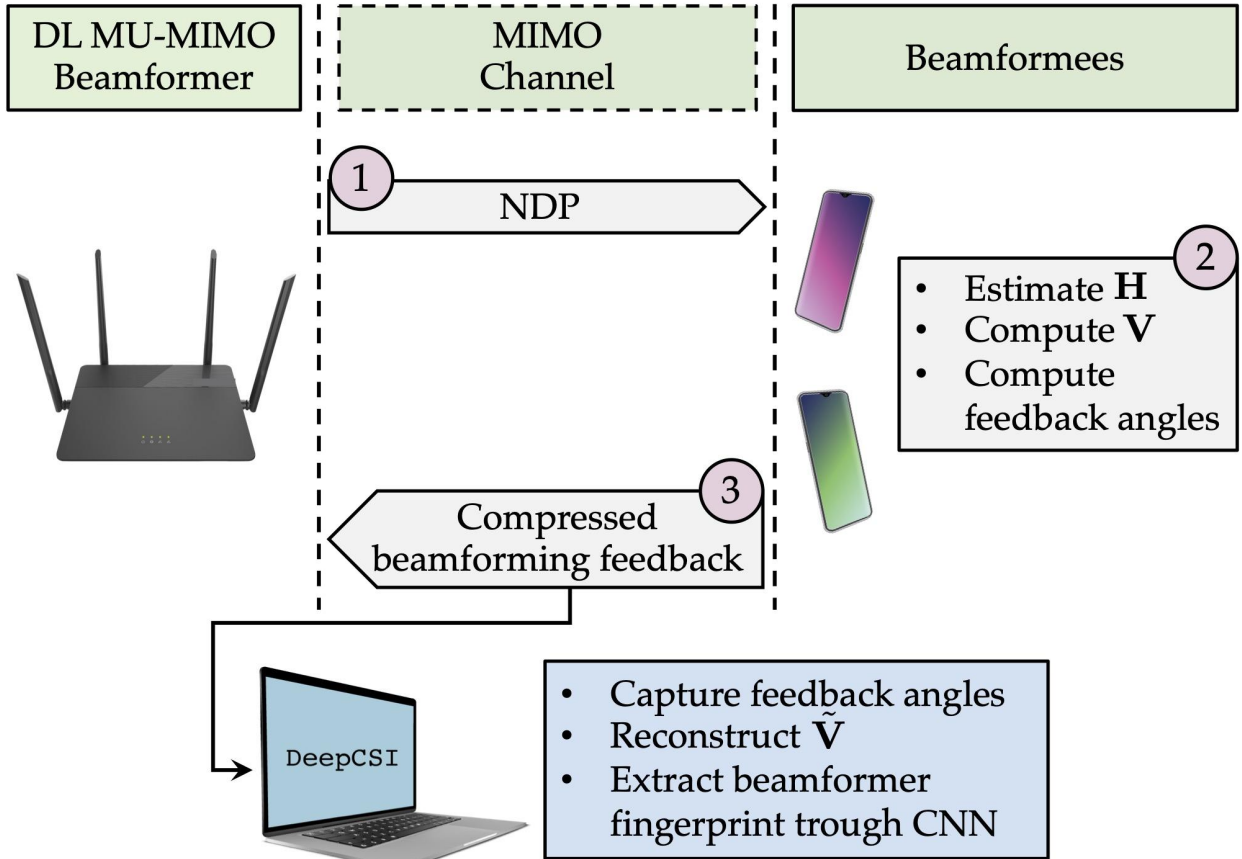 DL MU-MIMO
Beamformer
MIMO
Channel
Beamformees
1
NDP
2
• Estimate H
• Compute V
• Compute
feedback angles
3
Compressed
beamforming feedback
DeepCSI
• Capture feedback angles
• Reconstruct Ṽ
• Extract beamformer
fingerprint trough CNN